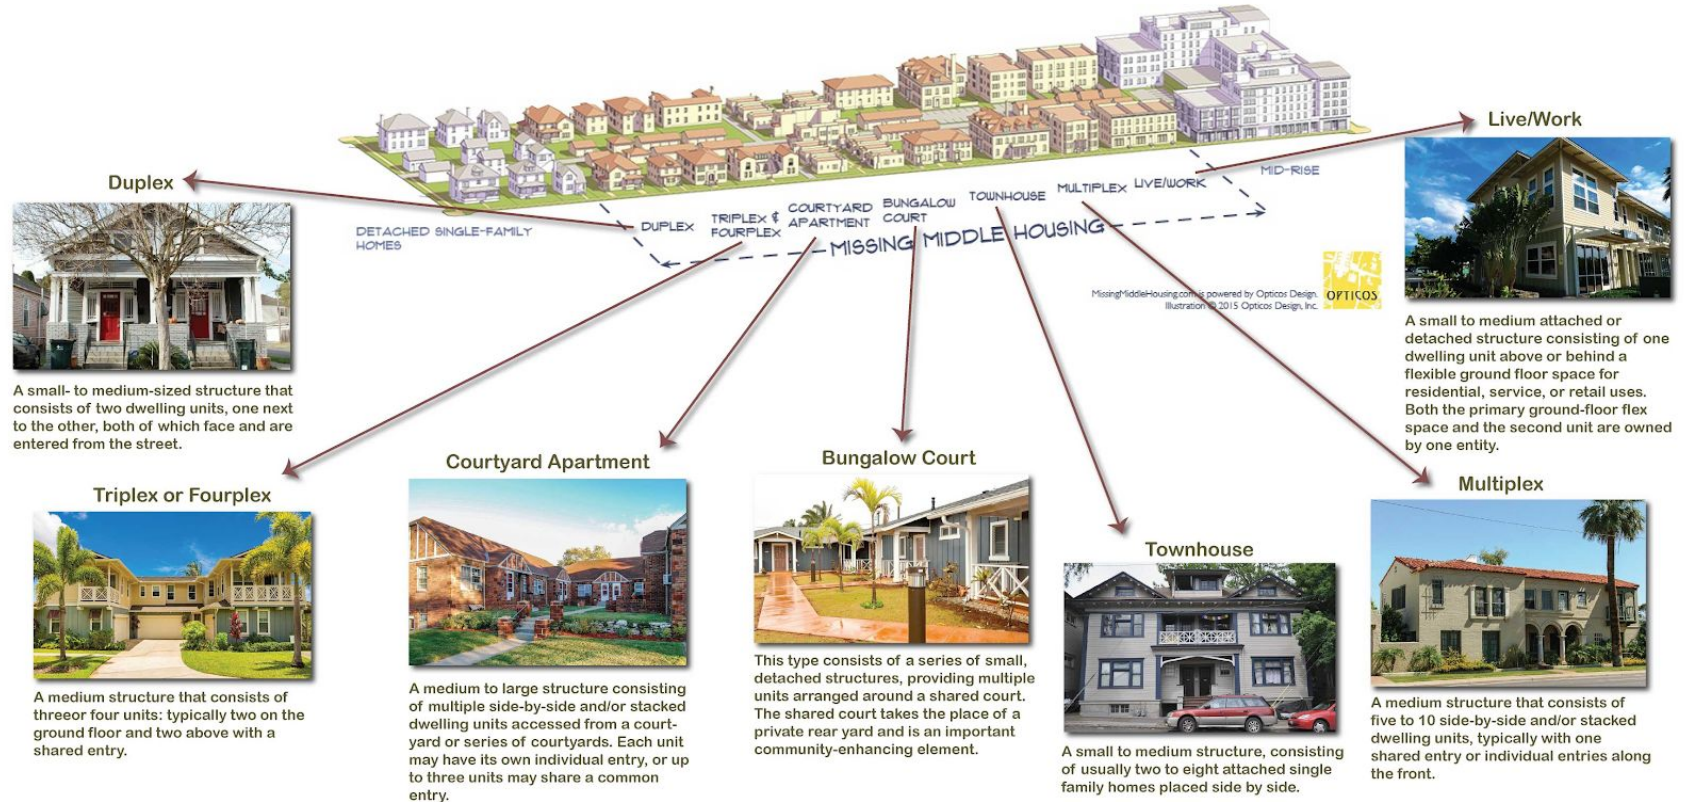 Live/Work
MID-RISE
Duplex
DUPLEX
TRIPLEX &
FOURPLEX
COURTYARD
APARTMENT
BUNGALOW
COURT
TOWNHOUSE
MULTIPLEX
LIVE/WORK
DETACHED SINGLE-FAMILY
HOMES
MISSING MIDDLE HOUSING
MissingMiddleHousing.com is powered by Opticos Design.
Illustration © 2015 Opticos Design, Inc.
OPTICOS
A small to medium attached or
detached structure consisting of one
dwelling unit above or behind a
flexible ground floor space for
residential, service, or retail uses.
Both the primary ground-floor flex
space and the second unit are owned
by one entity.
A small- to medium-sized structure that
consists of two dwelling units, one next
to the other, both of which face and are
entered from the street.
Triplex or Fourplex
A medium structure that consists of
threeor four units: typically two on the
ground floor and two above with a
shared entry.
Courtyard Apartment
A medium to large structure consisting
of multiple side-by-side and/or stacked
dwelling units accessed from a court-
yard or series of courtyards. Each unit
may have its own individual entry, or up
to three units may share a common
entry.
Bungalow Court
This type consists of a series of small,
detached structures, providing multiple
units arranged around a shared court.
The shared court takes the place of a
private rear yard and is an important
community-enhancing element.
Townhouse
A small to medium structure, consisting
of usually two to eight attached single
family homes placed side by side.
Multiplex
A medium structure that consists of
five to 10 side-by-side and/or stacked
dwelling units, typically with one
shared entry or individual entries along
the front.